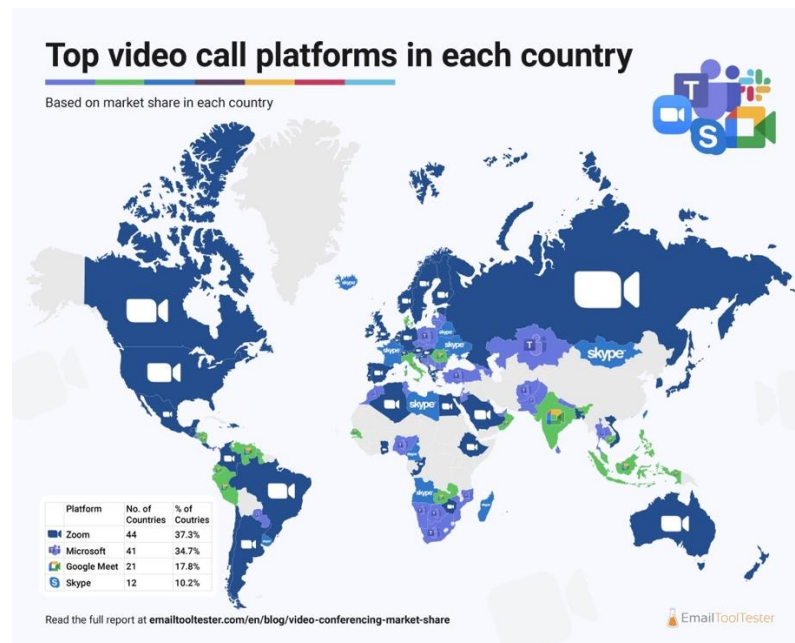 Top video call platforms in each country
Based on market share in each country
T
S
skype
skype
skype
T
skype
skype
skype
skype
Platform No. of Countries % of Coutries
Zoom 44 37.3%
Microsoft 41 34.7%
Google Meet 21 17.8%
S Skype 12 10.2%
Read the full report at emailtooltester.com/en/blog/video-conferencing-market-share
EmailToolTester